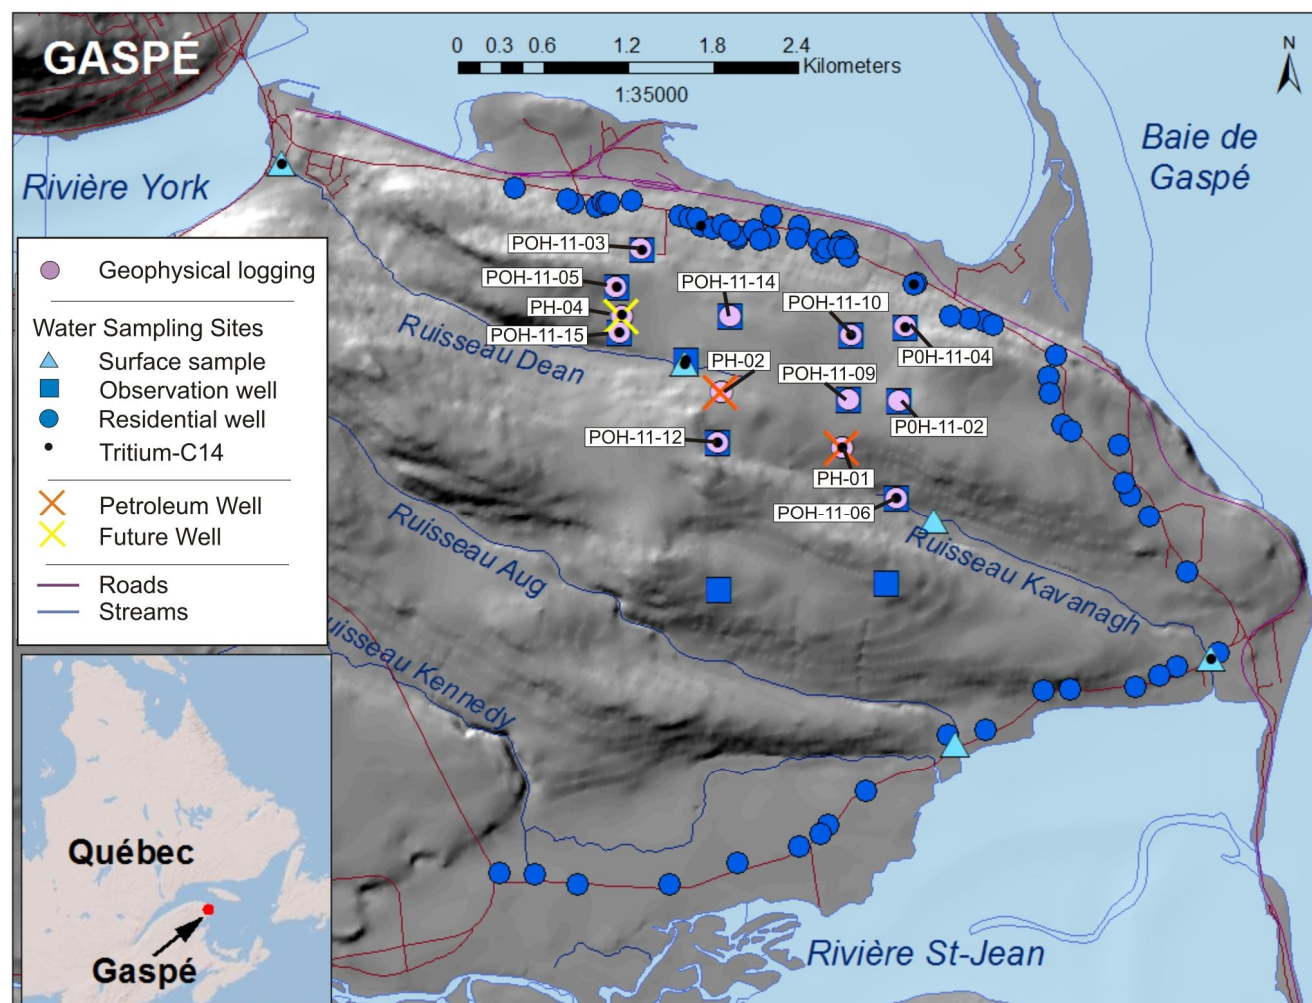 GASPÉ
0 0.3 0.6 1.2 1.8 2.4
Kilometers
1:35000
N
Baie de
Gaspé
Rivière York
Geophysical logging
Water Sampling Sites
Surface sample
Observation well
Residential well
Tritium-C14
Petroleum Well
Future Well
Roads
Streams
POH-11-03
POH-11-05
POH-11-14
PH-04
POH-11-10
POH-11-15
P0H-11-04
Ruisseau Dean
PH-02
POH-11-09
P0H-11-02
POH-11-12
PH-01
POH-11-06
Ruisseau Aug
Ruisseau Kavanagh
uisseau Kennedy
Québec
Gaspé
Rivière St-Jean